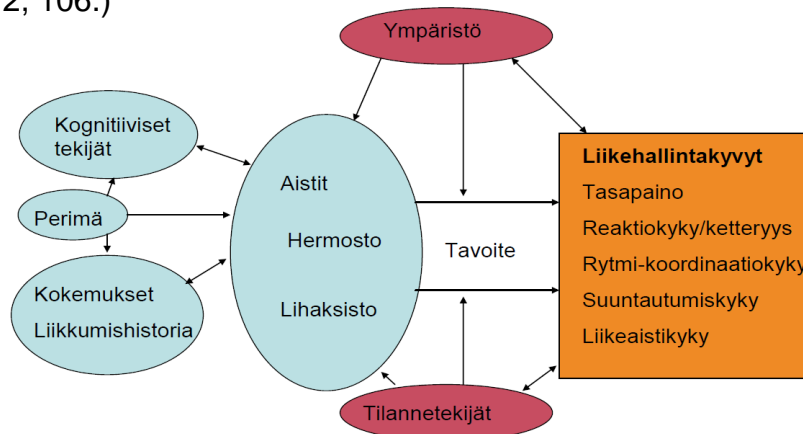 2, 106.)
Ympäristö
Kognitiiviset
tekijät
Perimä
Kokemukset
Liikkumishistoria
Aistit
Hermosto
Lihaksisto
Tavoite
Liikehallintakyvyt
Tasapaino
Reaktiokyky/ketteryys
Rytmi-koordinaatiokyky
Suuntautumiskyky
Liikeaistikyky
Tilannetekijät